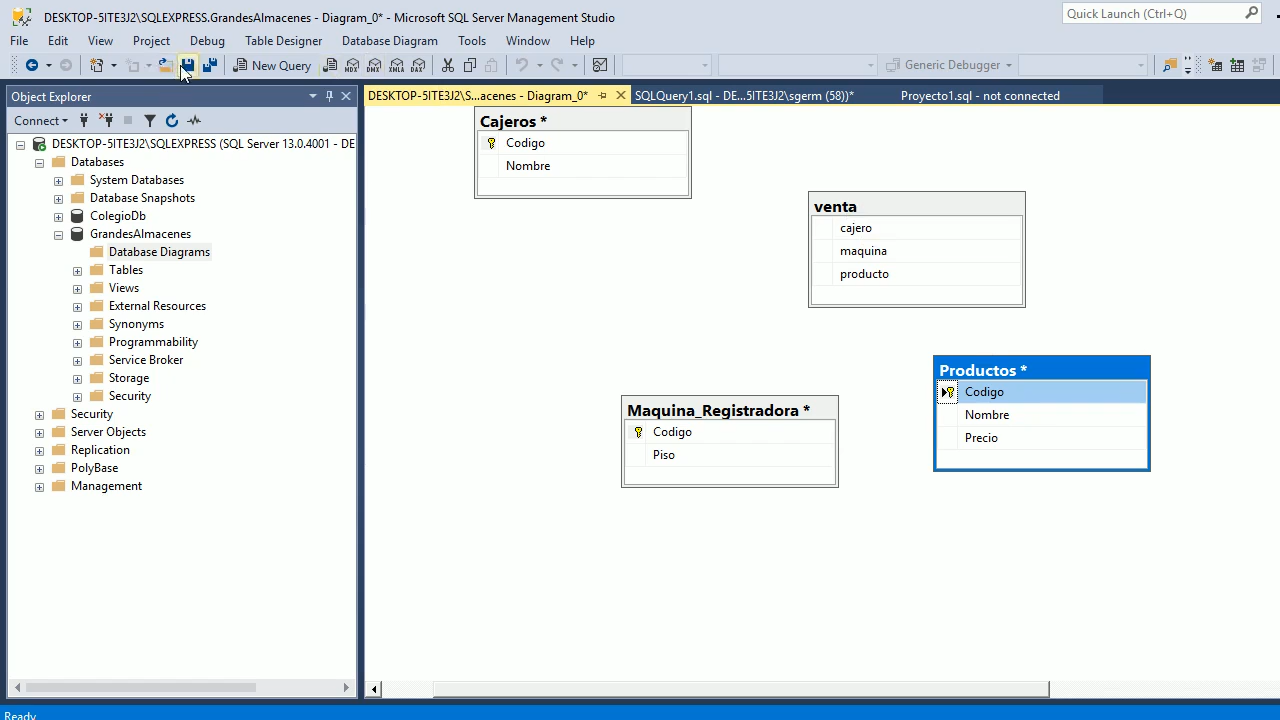 DESKTOP-5ITE3J2\SQLEXPRESS.GrandesAlmacenes - Diagram_0* - Microsoft SQL Server Management Studio
Quick Launch (Ctrl+Q)
File Edit View Project Debug Table Designer Database Diagram Tools Window Help
New Query MDX DMX XMLA DAX Generic Debugger
Object Explorer
DESKTOP-5ITE3J2\S...acenes - Diagram_0* SQLQuery1.sql - DE...5ITE3J2\sgerm (58))* Proyecto1.sql - not connected
Connect
DESKTOP-5ITE3J2\SQLEXPRESS (SQL Server 13.0.4001 - DE
Databases
System Databases
Database Snapshots
ColegioDb
GrandesAlmacenes
Database Diagrams
Tables
Views
External Resources
Synonyms
Programmability
Service Broker
Storage
Security
Security
Server Objects
Replication
PolyBase
Management
Cajeros *
Codigo
Nombre
venta
cajero
maquina
producto
Maquina_Registradora *
Codigo
Piso
Productos *
Codigo
Nombre
Precio
Ready